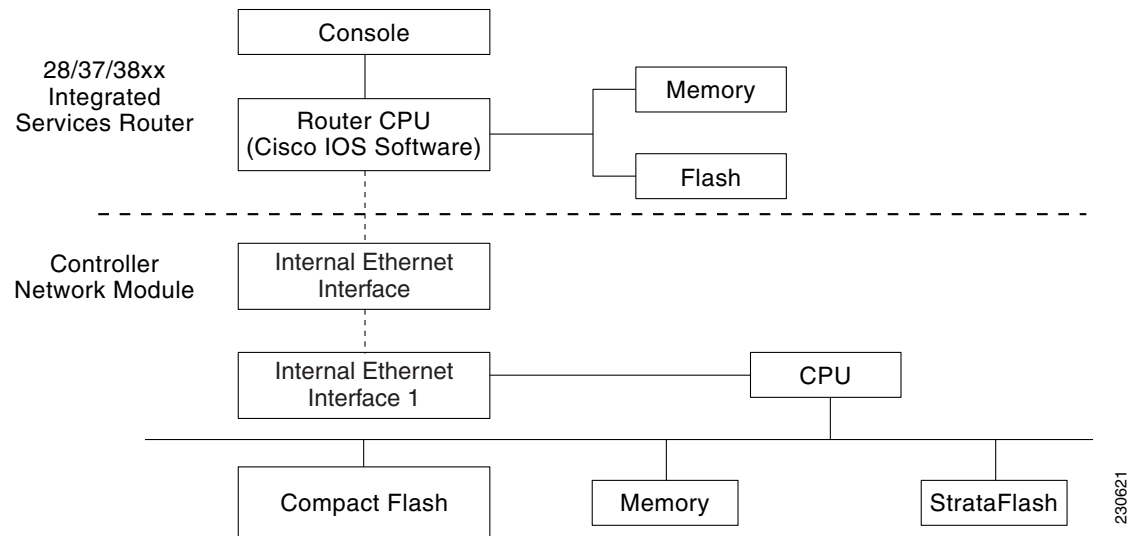 Console
28/37/38xx
Integrated
Services Router
Router CPU
(Cisco IOS Software)
Memory
Flash
Controller
Network Module
Internal Ethernet
Interface
Internal Ethernet
Interface 1
CPU
Compact Flash
Memory
StrataFlash
230621